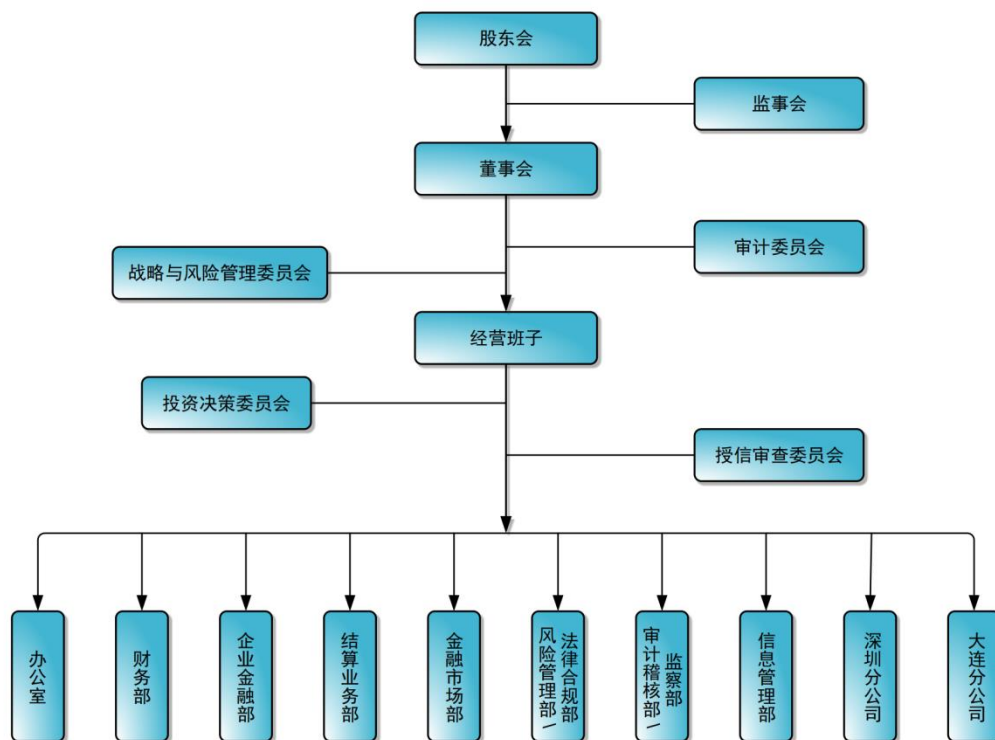 股东会
监事会
董事会
审计委员会
战略与风险管理委员会
经营班子
投资决策委员会
授信审查委员会
办公室
财务部
企业金融部
结算业务部
金融市场部
风险管理部/
法律合规部
审计稽核部/
监察部
信息管理部
深圳分公司
大连分公司